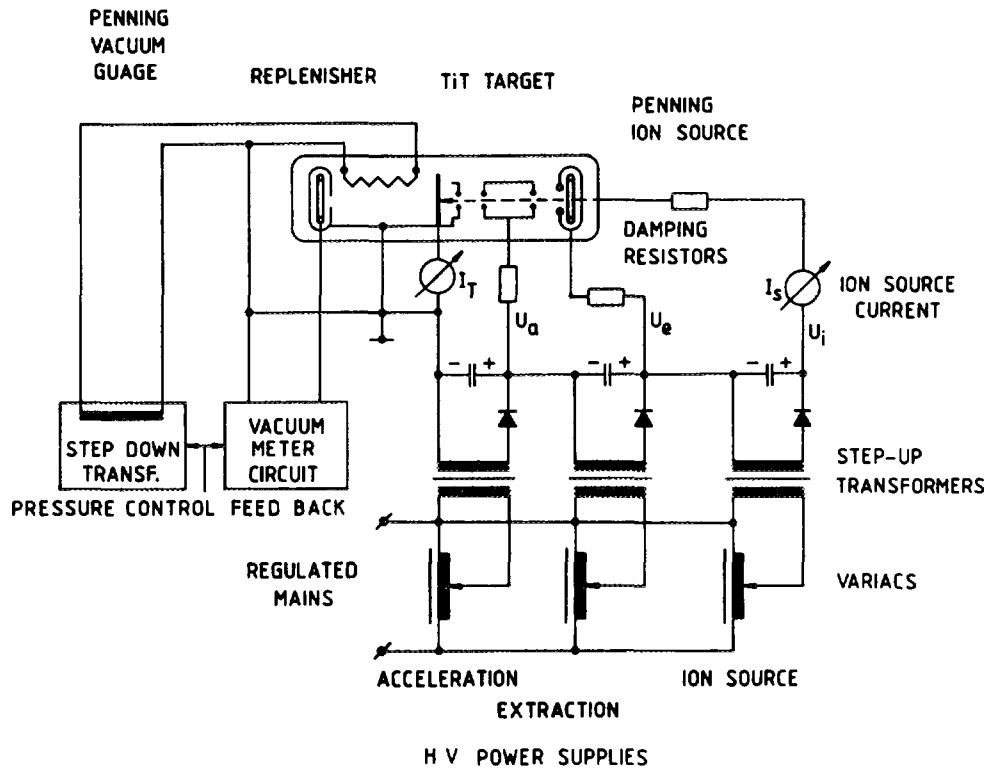 PENNING
VACUUM
GUAGE
REPLENISHER
TiT TARGET
PENNING
ION SOURCE
DAMPING
RESISTORS
I_T
I_s
ION SOURCE
CURRENT
U_a
U_e
U_i
- +
- +
- +
STEP DOWN
TRANSF.
VACUUM
METER
CIRCUIT
PRESSURE CONTROL FEED BACK
STEP-UP
TRANSFORMERS
REGULATED
MAINS
VARIACS
ACCELERATION
ION SOURCE
EXTRACTION
H V POWER SUPPLIES